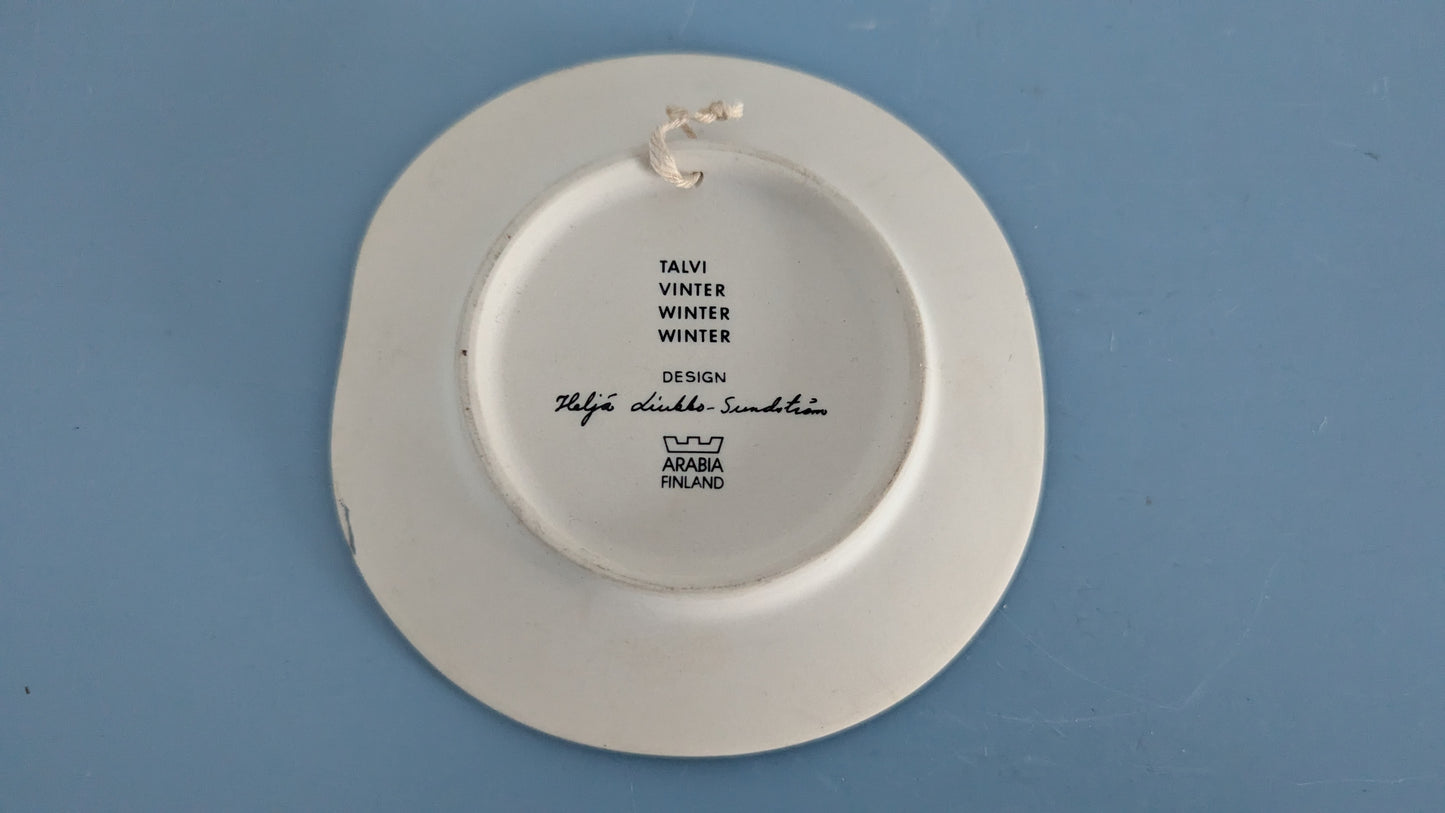 TALVI
VINTER
WINTER
WINTER
DESIGN
Heljä Liukko-Sundström
ARABIA
FINLAND